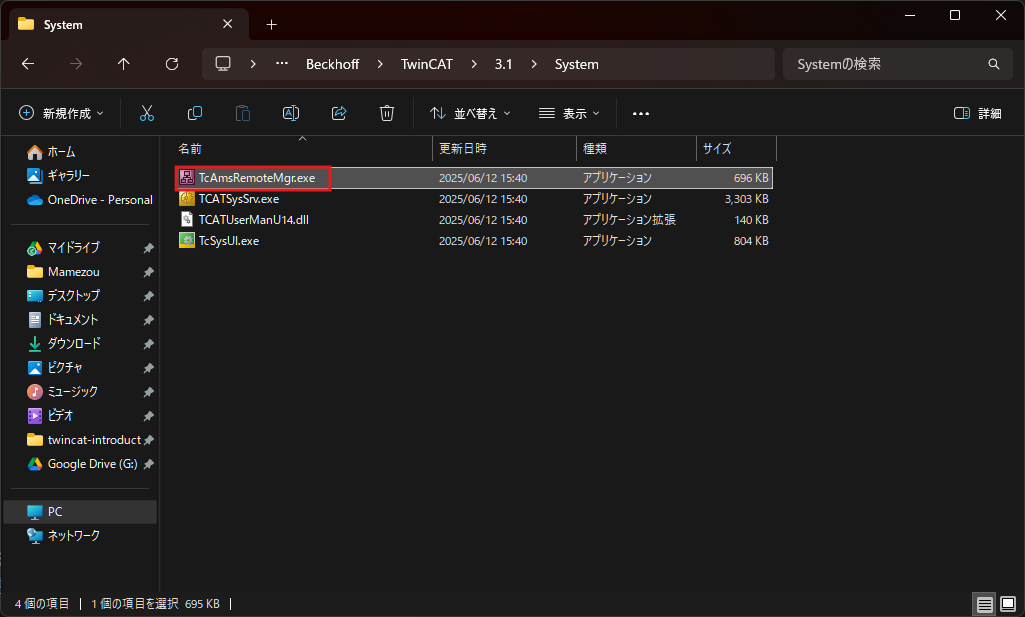 System
Beckhoff > TwinCAT > 3.1 > System
Systemの検索
新規作成 並べ替え 表示 詳細
名前 更新日時 種類 サイズ
TcAmsRemoteMgr.exe 2025/06/12 15:40 アプリケーション 696 KB
TCATSysSrv.exe 2025/06/12 15:40 アプリケーション 3,303 KB
TCATUserManU14.dll 2025/06/12 15:40 アプリケーション拡張 140 KB
TcSysUI.exe 2025/06/12 15:40 アプリケーション 804 KB
ホーム
ギャラリー
OneDrive - Personal
マイドライブ
Mamezou
デスクトップ
ドキュメント
ダウンロード
ピクチャ
ミュージック
ビデオ
twincat-introduct
Google Drive (G:)
PC
ネットワーク
4 個の項目 | 1 個の項目を選択 695 KB |